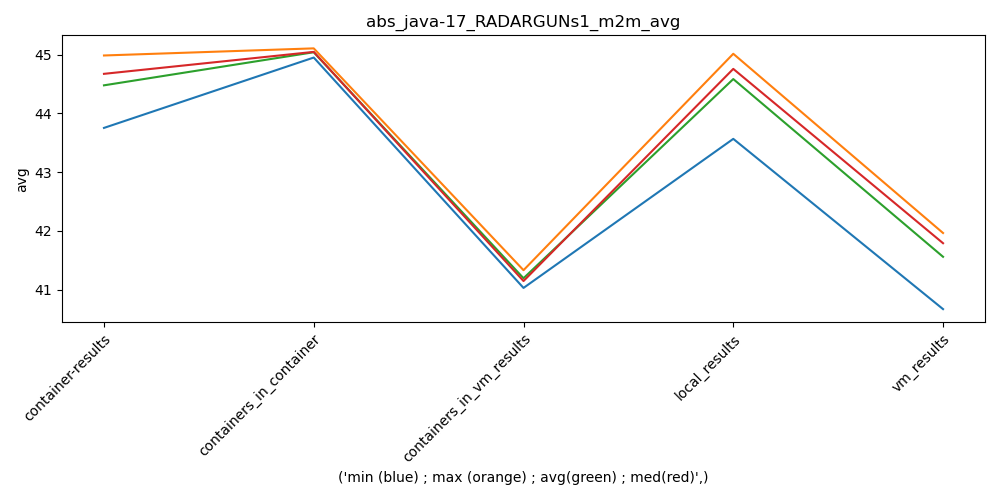 abs_java-17_RADARGUNs1_m2m_avg
45
44
43
42
41
avg
container-results
containers_in_container
containers_in_vm_results
local_results
vm_results
('min (blue) ; max (orange) ; avg(green) ; med(red)',)